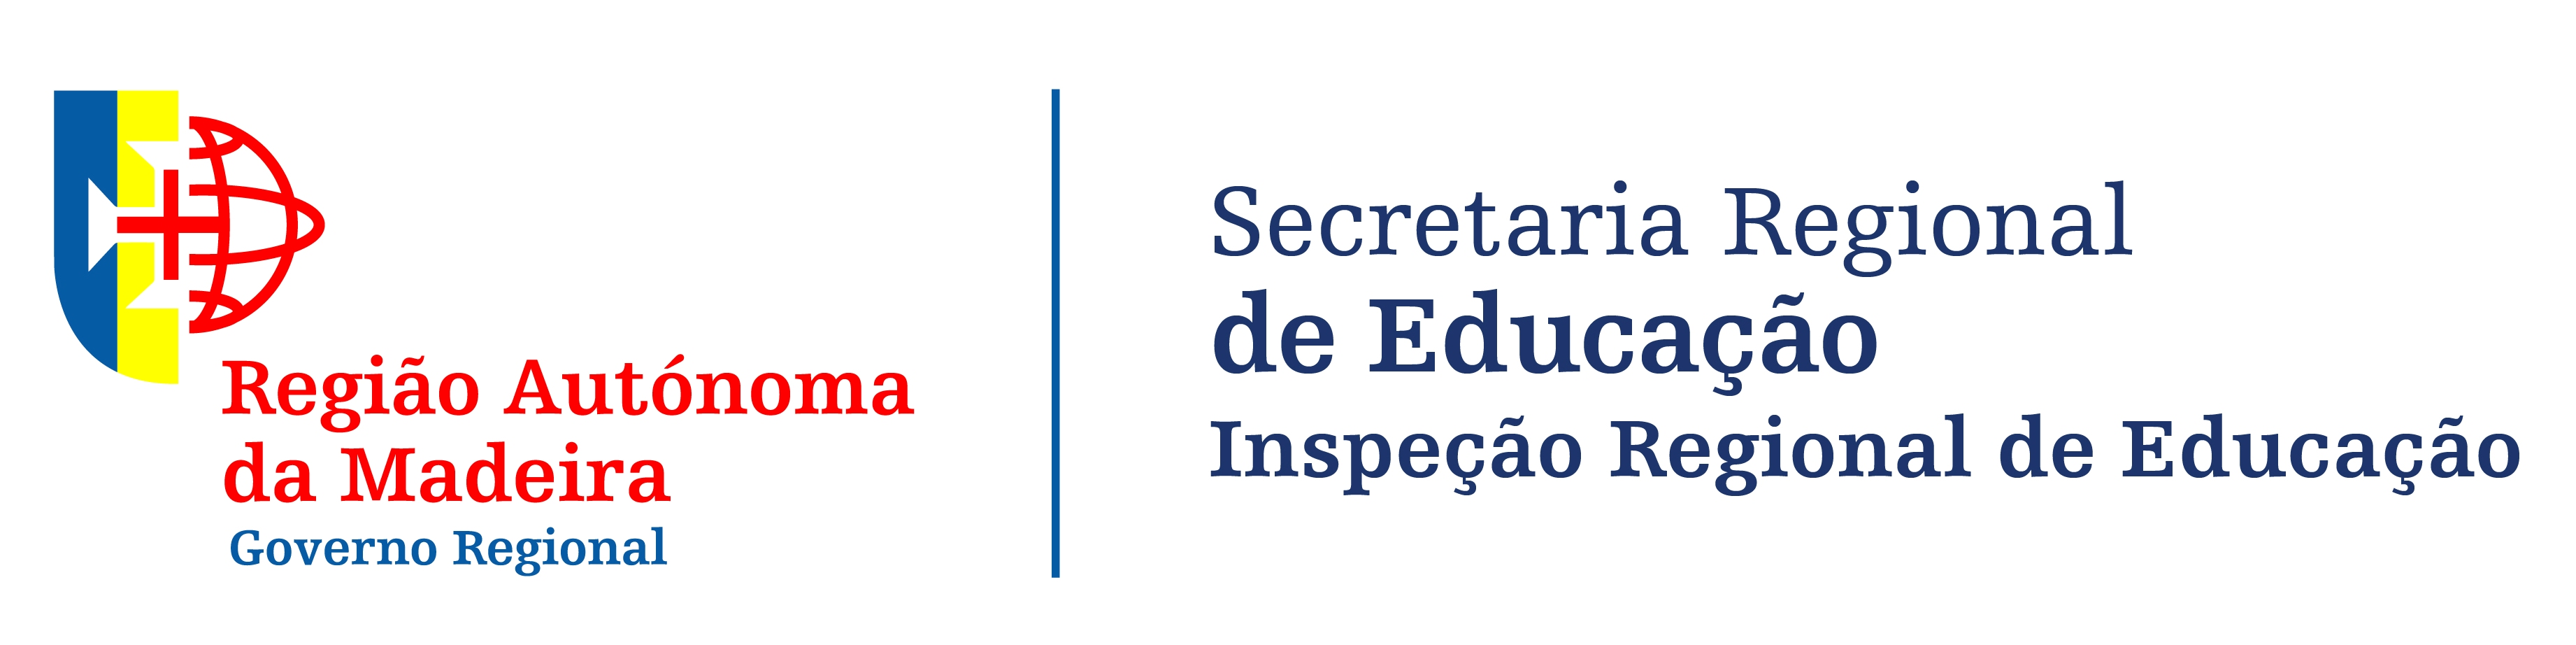 Região Autónoma
da Madeira
Governo Regional
Secretaria Regional
de Educação
Inspeção Regional de Educação